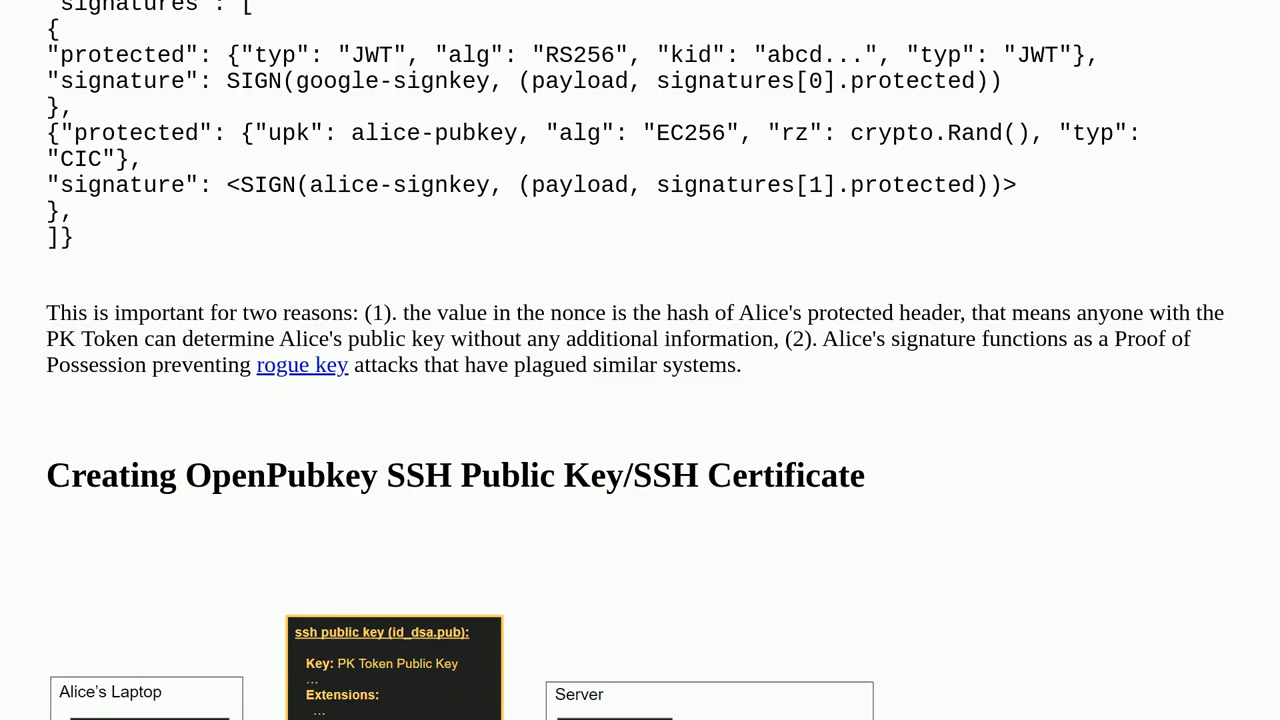 "signatures": [
{
"protected": {"typ": "JWT", "alg": "RS256", "kid": "abcd...", "typ": "JWT"},
"signature": SIGN(google-signkey, (payload, signatures[0].protected))
},
{"protected": {"upk": alice-pubkey, "alg": "EC256", "rz": crypto.Rand(), "typ":
"CIC"},
"signature": <SIGN(alice-signkey, (payload, signatures[1].protected))>
},
]}
This is important for two reasons: (1). the value in the nonce is the hash of Alice's protected header, that means anyone with the
PK Token can determine Alice's public key without any additional information, (2). Alice's signature functions as a Proof of
Possession preventing rogue key attacks that have plagued similar systems.
Creating OpenPubkey SSH Public Key/SSH Certificate
ssh public key (id_dsa.pub):
Key: PK Token Public Key
...
Extensions:
...
Alice's Laptop
Server